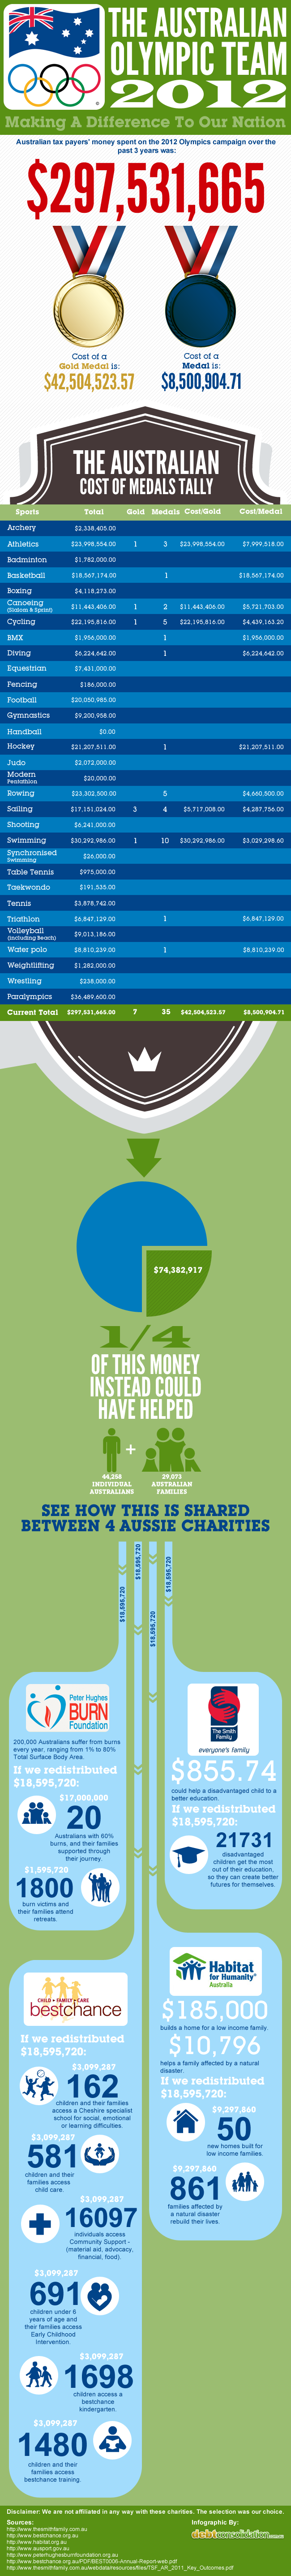 THE AUSTRALIAN
OLYMPIC TEAM
2012
Making A Difference To Our Nation
Australian tax payers' money spent on the 2012 Olympics campaign over the
past 3 years was:
$297,531,665
Cost of a
Gold Medal is:
$42,504,523.57
Cost of a
Medal is:
$8,500,904.71
THE AUSTRALIAN
COST OF MEDALS TALLY
Sports Total Gold Medals Cost/Gold Cost/Medal
Archery $2,338,405.00
Athletics $23,998,554.00 1 3 $23,998,554.00 $7,999,518.00
Badminton $1,782,000.00
Basketball $18,567,174.00 1 $18,567,174.00
Boxing $4,118,273.00
Canoeing
(Slalom & Sprint) $11,443,406.00 1 2 $11,443,406.00 $5,721,703.00
Cycling $22,195,816.00 1 5 $22,195,816.00 $4,439,163.20
BMX $1,956,000.00 1 $1,956,000.00
Diving $6,224,642.00 1 $6,224,642.00
Equestrian $7,431,000.00
Fencing $186,000.00
Football $20,050,985.00
Gymnastics $9,200,958.00
Handball $0.00
Hockey $21,207,511.00 1 $21,207,511.00
Judo $2,072,000.00
Modern
Pentathlon $20,000.00
Rowing $23,302,500.00 5 $4,660,500.00
Sailing $17,151,024.00 3 4 $5,717,008.00 $4,287,756.00
Shooting $6,241,000.00
Swimming $30,292,986.00 1 10 $30,292,986.00 $3,029,298.60
Synchronised
Swimming $26,000.00
Table Tennis $975,000.00
Taekwondo $191,535.00
Tennis $3,878,742.00
Triathlon $6,847,129.00 1 $6,847,129.00
Volleyball
(including Beach) $9,013,186.00
Water polo $8,810,239.00 1 $8,810,239.00
Weightlifting $1,282,000.00
Wrestling $238,000.00
Paralympics $36,489,600.00
Current Total $297,531,665.00 7 35 $42,504,523.57 $8,500,904.71
$74,382,917
1/4
OF THIS MONEY
INSTEAD COULD
HAVE HELPED
+
44,258
INDIVIDUAL
AUSTRALIANS
29,073
AUSTRALIAN
FAMILIES
SEE HOW THIS IS SHARED
BETWEEN 4 AUSSIE CHARITIES
$18,595,720
$18,595,720
$18,595,720
$18,595,720
Peter Hughes
BURN
Foundation
200,000 Australians suffer from burns
every year, ranging from 1% to 80%
Total Surface Body Area.
If we redistributed
$18,595,720:
$17,000,000
20
Australians with 60%
burns, and their families
supported through
their journey.
$1,595,720
1800
burn victims and
their families attend
retreats.
The Smith
Family
everyone's family
$855.74
could help a disadvantaged child to a
better education.
If we redistributed
$18,595,720:
21731
disadvantaged
children get the most
out of their education,
so they can create better
futures for themselves.
CHILD • FAMILY • CARE
bestchance
If we redistributed
$18,595,720:
$3,099,287
162
children and their families
access a Cheshire specialist
school for social, emotional
or learning difficulties.
$3,099,287
581
children and their
families access
child care.
$3,099,287
16097
individuals access
Community Support -
(material aid, advocacy,
financial, food).
$3,099,287
691
children under 6
years of age and
their families access
Early Childhood
Intervention.
$3,099,287
1698
children access a
bestchance
kindergarten.
$3,099,287
1480
children and their
families access
bestchance training.
Habitat
for Humanity®
Australia
$185,000
builds a home for a low income family.
$10,796
helps a family affected by a natural
disaster.
If we redistributed
$18,595,720:
$9,297,860
50
new homes built for
low income families.
$9,297,860
861
families affected by
a natural disaster
rebuild their lives.
Disclaimer: We are not affiliated in any way with these charities. The selection was our choice.
Sources:
http://www.thesmithfamily.com.au
http://www.bestchance.org.au
http://www.habitat.org.au
http://www.ausport.gov.au
http://www.peterhughesburnfoundation.org.au
http://www.bestchance.org.au/PDF/BEST0006-Annual-Report-web.pdf
http://www.thesmithfamily.com.au/webdata/resources/files/TSF_AR_2011_Key_Outcomes.pdf
Infographic By:
debtconsolidation